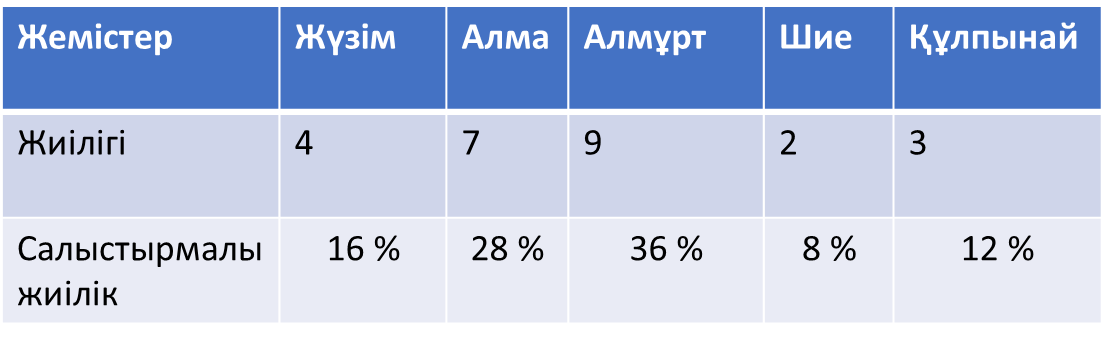 Жемістер Жүзім Алма Алмұрт Шие Құлпынай
Жиілігі 4 7 9 2 3
Салыстырмалы 16 % 28 % 36 % 8 % 12 %
жиілік